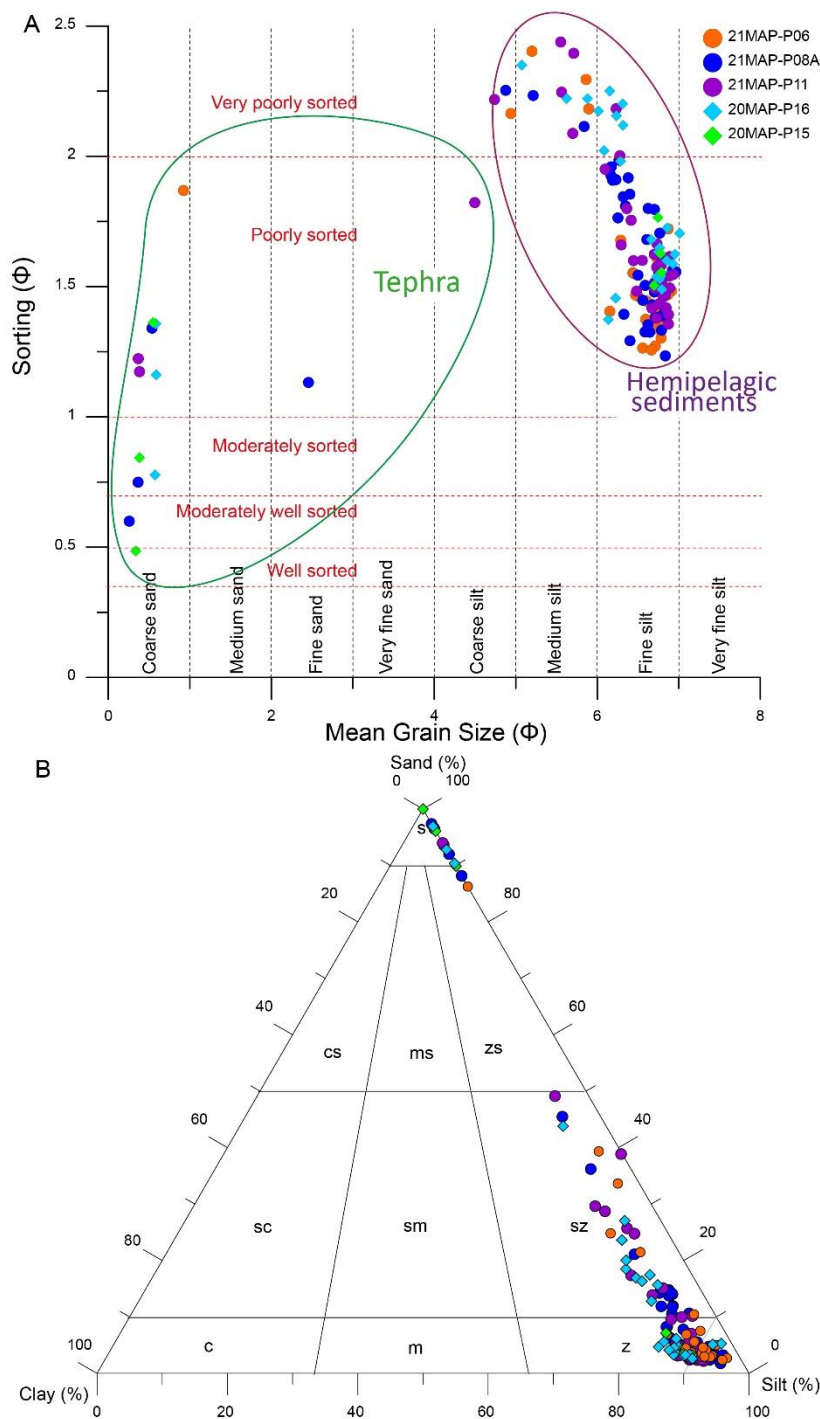 A
2.5
2
1.5
1
0.5
0
Sorting (Φ)
21MAP-P06
21MAP-P08A
21MAP-P11
20MAP-P16
20MAP-P15
Very poorly sorted
Poorly sorted
Tephra
Hemipelagic
sediments
Moderately sorted
Moderately well sorted
Well sorted
Coarse sand
Medium sand
Fine sand
Very fine sand
Coarse silt
Medium silt
Fine silt
Very fine silt
0 2 4 6 8
Mean Grain Size (Φ)
B
Sand (%)
0 100
s
20 80
40 60
cs ms zs
60 40
sc sm sz
80 20
c m z
100 0
Clay (%) Silt (%)
0 20 40 60 80 100